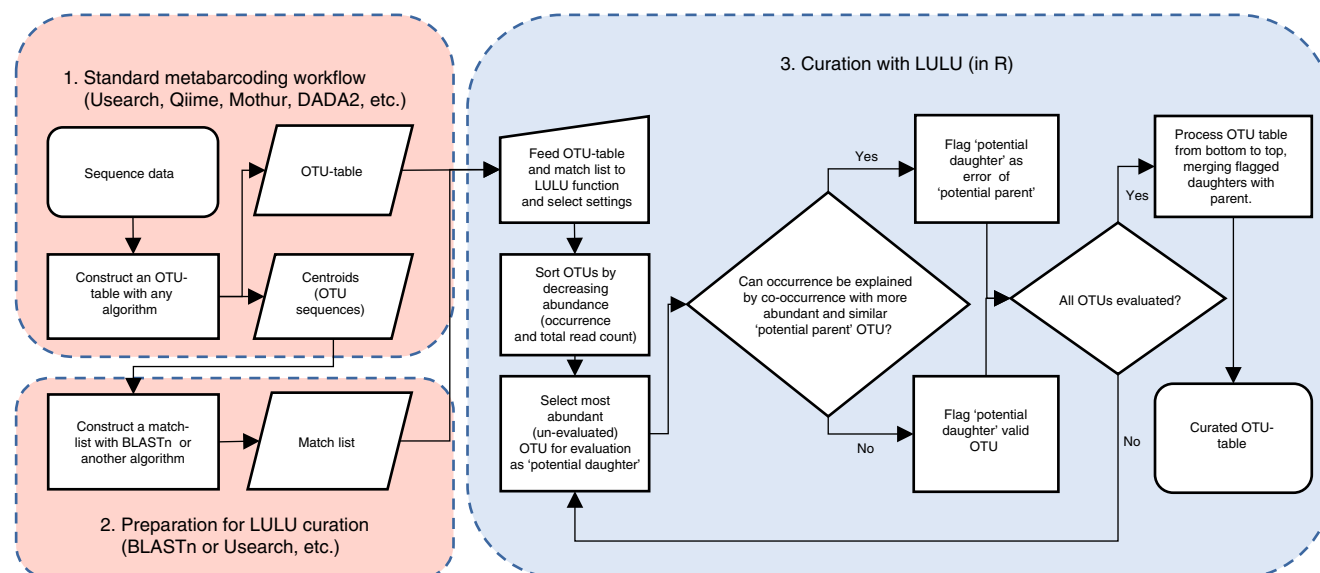 1. Standard metabarcoding workflow
(Usearch, Qiime, Mothur, DADA2, etc.)
Sequence data
OTU-table
Construct an OTU-
table with any
algorithm
Centroids
(OTU
sequences)
Construct a match-
list with BLASTn or
another algorithm
Match list
2. Preparation for LULU curation
(BLASTn or Usearch, etc.)
3. Curation with LULU (in R)
Feed OTU-table
and match list to
LULU function
and select settings
Sort OTUs by
decreasing
abundance
(occurrence
and total read count)
Select most
abundant
(un-evaluated)
OTU for evaluation
as ‘potential daughter’
Can occurrence be explained
by co-occurrence with more
abundant and similar
‘potential parent’ OTU?
Yes
Flag ‘potential
daughter’ as
error of
‘potential parent’
No
Flag ‘potential
daughter’ valid
OTU
All OTUs evaluated?
Yes
Process OTU table
from bottom to top,
merging flagged
daughters with
parent.
No
Curated OTU-
table